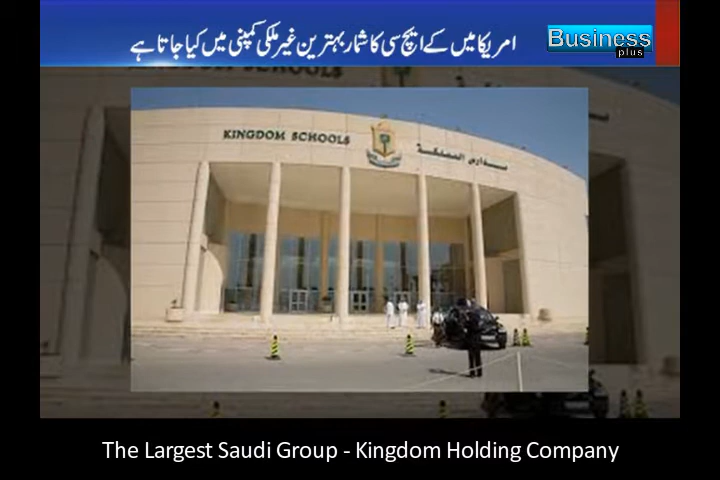 امریکا میں کے ایچ سی کا شمار بہترین غیر ملکی کمپنی میں کیا جاتا ہے
Business
plus
KINGDOM SCHOOLS
مدارس المملكة
The Largest Saudi Group - Kingdom Holding Company